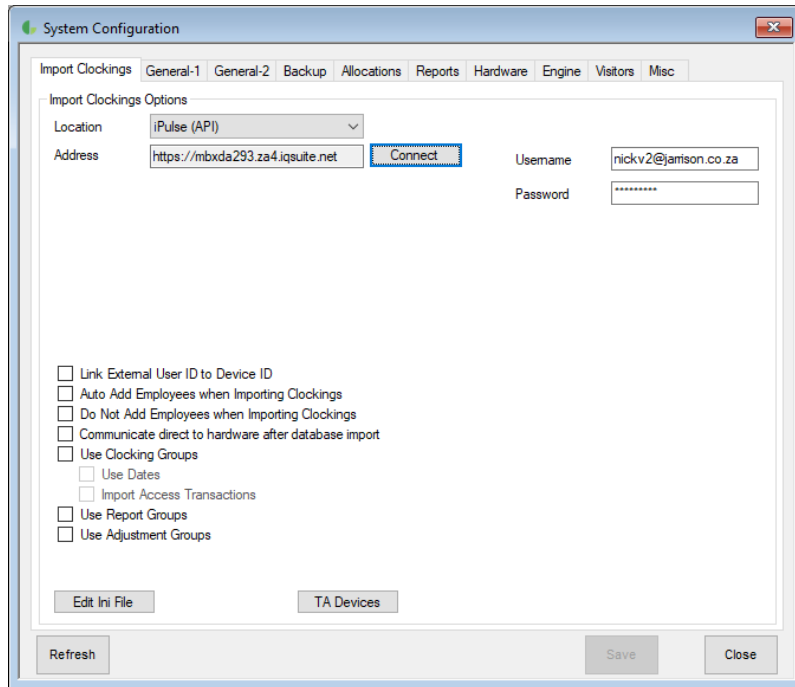 System Configuration
Import Clockings General-1 General-2 Backup Allocations Reports Hardware Engine Visitors Misc
Import Clockings Options
Location iPulse (API)
Address https://mbxda293.za4.iqsuite.net Connect Username nickv2@jarrison.co.za
Password *********
Link External User ID to Device ID
Auto Add Employees when Importing Clockings
Do Not Add Employees when Importing Clockings
Communicate direct to hardware after database import
Use Clocking Groups
Use Dates
Import Access Transactions
Use Report Groups
Use Adjustment Groups
Edit Ini File TA Devices
Refresh Save Close